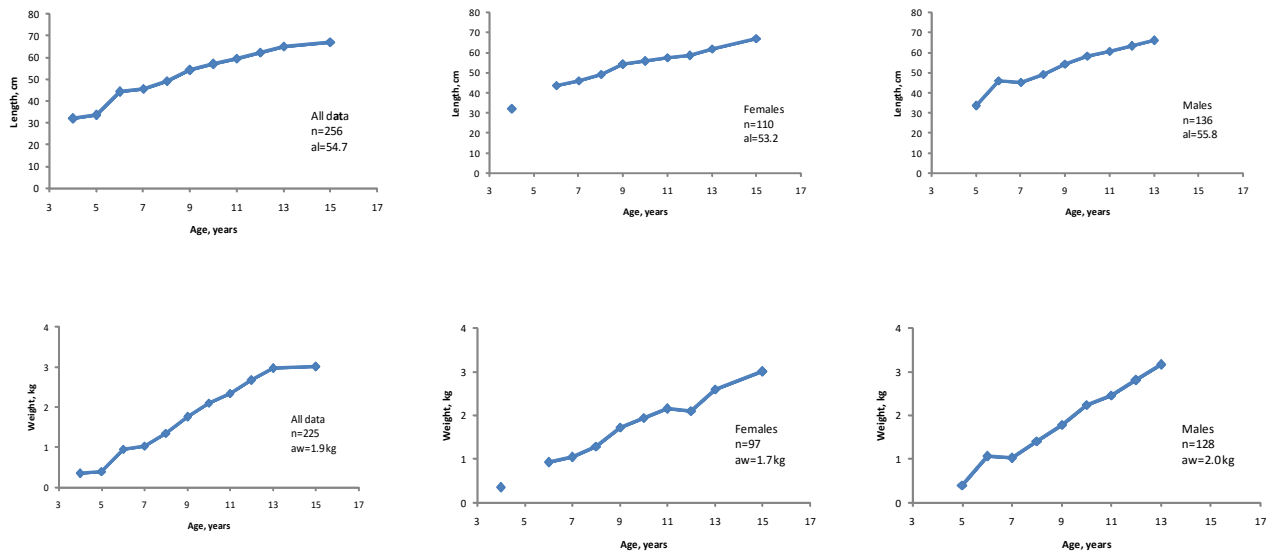 80
70
60
50
40
30
20
10
0
Length, cm
All data
n=256
al=54.7
3 5 7 9 11 13 15 17
Age, years
80
70
60
50
40
30
20
10
0
Length, cm
Females
n=110
al=53.2
3 5 7 9 11 13 15 17
Age, years
80
70
60
50
40
30
20
10
0
Length, cm
Males
n=136
al=55.8
3 5 7 9 11 13 15 17
Age, years
4
3
2
1
0
Weight, kg
All data
n=225
aw=1.9kg
3 5 7 9 11 13 15 17
Age, years
4
3
2
1
0
Weight, kg
Females
n=97
aw=1.7kg
3 5 7 9 11 13 15 17
Age, years
4
3
2
1
0
Weight, kg
Males
n=128
aw=2.0kg
3 5 7 9 11 13 15 17
Age, years